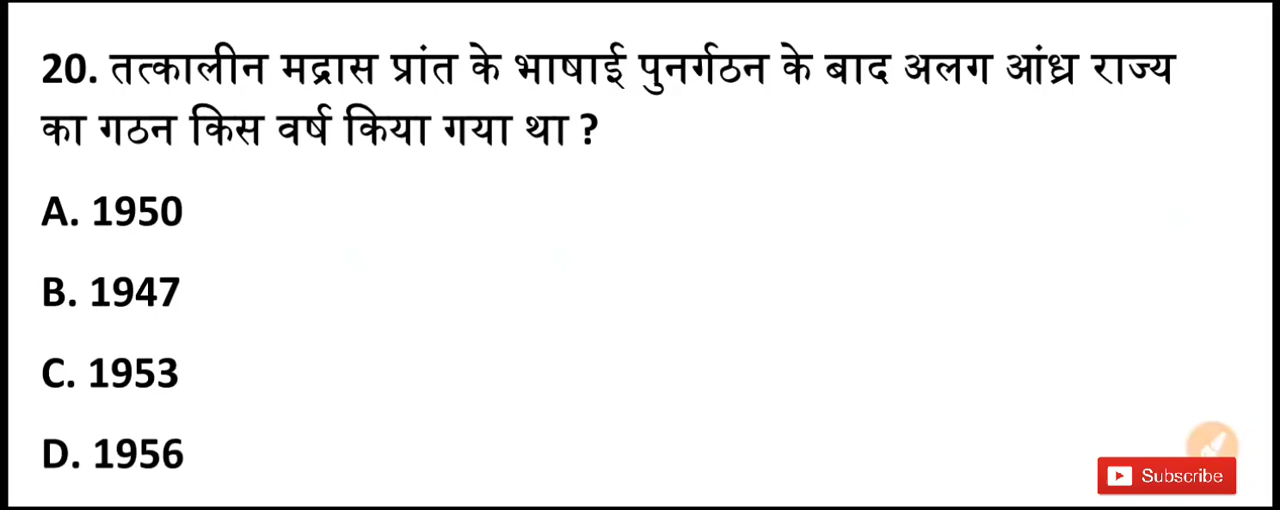 20. तत्कालीन मद्रास प्रांत के भाषाई पुनर्गठन के बाद अलग आंध्र राज्य
का गठन किस वर्ष किया गया था ?
A. 1950
B. 1947
C. 1953
D. 1956
Subscribe